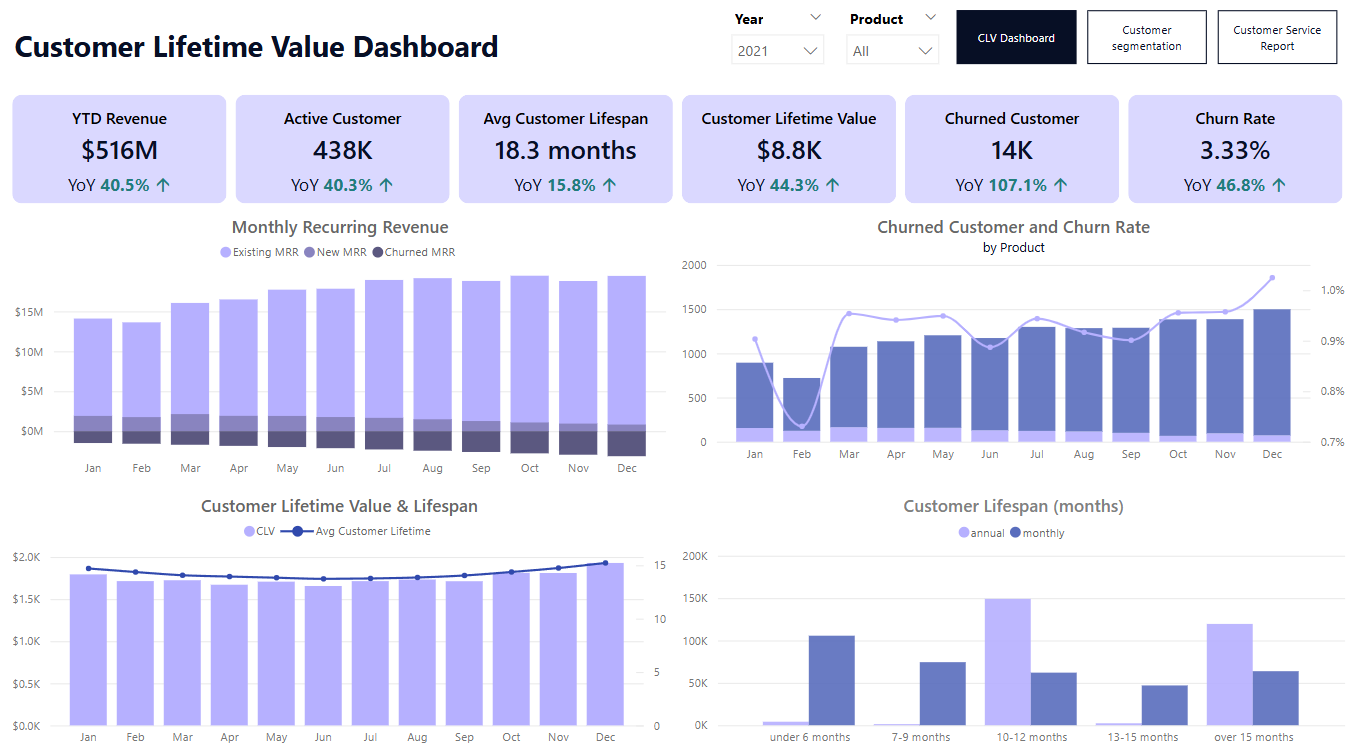 Customer Lifetime Value Dashboard
Year
2021
Product
All
CLV Dashboard
Customer
segmentation
Customer Service
Report
YTD Revenue
$516M
YoY 40.5% ↑
Active Customer
438K
YoY 40.3% ↑
Avg Customer Lifespan
18.3 months
YoY 15.8% ↑
Customer Lifetime Value
$8.8K
YoY 44.3% ↑
Churned Customer
14K
YoY 107.1% ↑
Churn Rate
3.33%
YoY 46.8% ↑
Monthly Recurring Revenue
Existing MRR New MRR Churned MRR
$15M
$10M
$5M
$0M
Jan Feb Mar Apr May Jun Jul Aug Sep Oct Nov Dec
Churned Customer and Churn Rate
by Product
2000
1500
1000
500
0
1.0%
0.9%
0.8%
0.7%
Jan Feb Mar Apr May Jun Jul Aug Sep Oct Nov Dec
Customer Lifetime Value & Lifespan
CLV Avg Customer Lifetime
$2.0K
$1.5K
$1.0K
$0.5K
$0.0K
15
10
5
0
Jan Feb Mar Apr May Jun Jul Aug Sep Oct Nov Dec
Customer Lifespan (months)
annual monthly
200K
150K
100K
50K
0K
under 6 months 7-9 months 10-12 months 13-15 months over 15 months